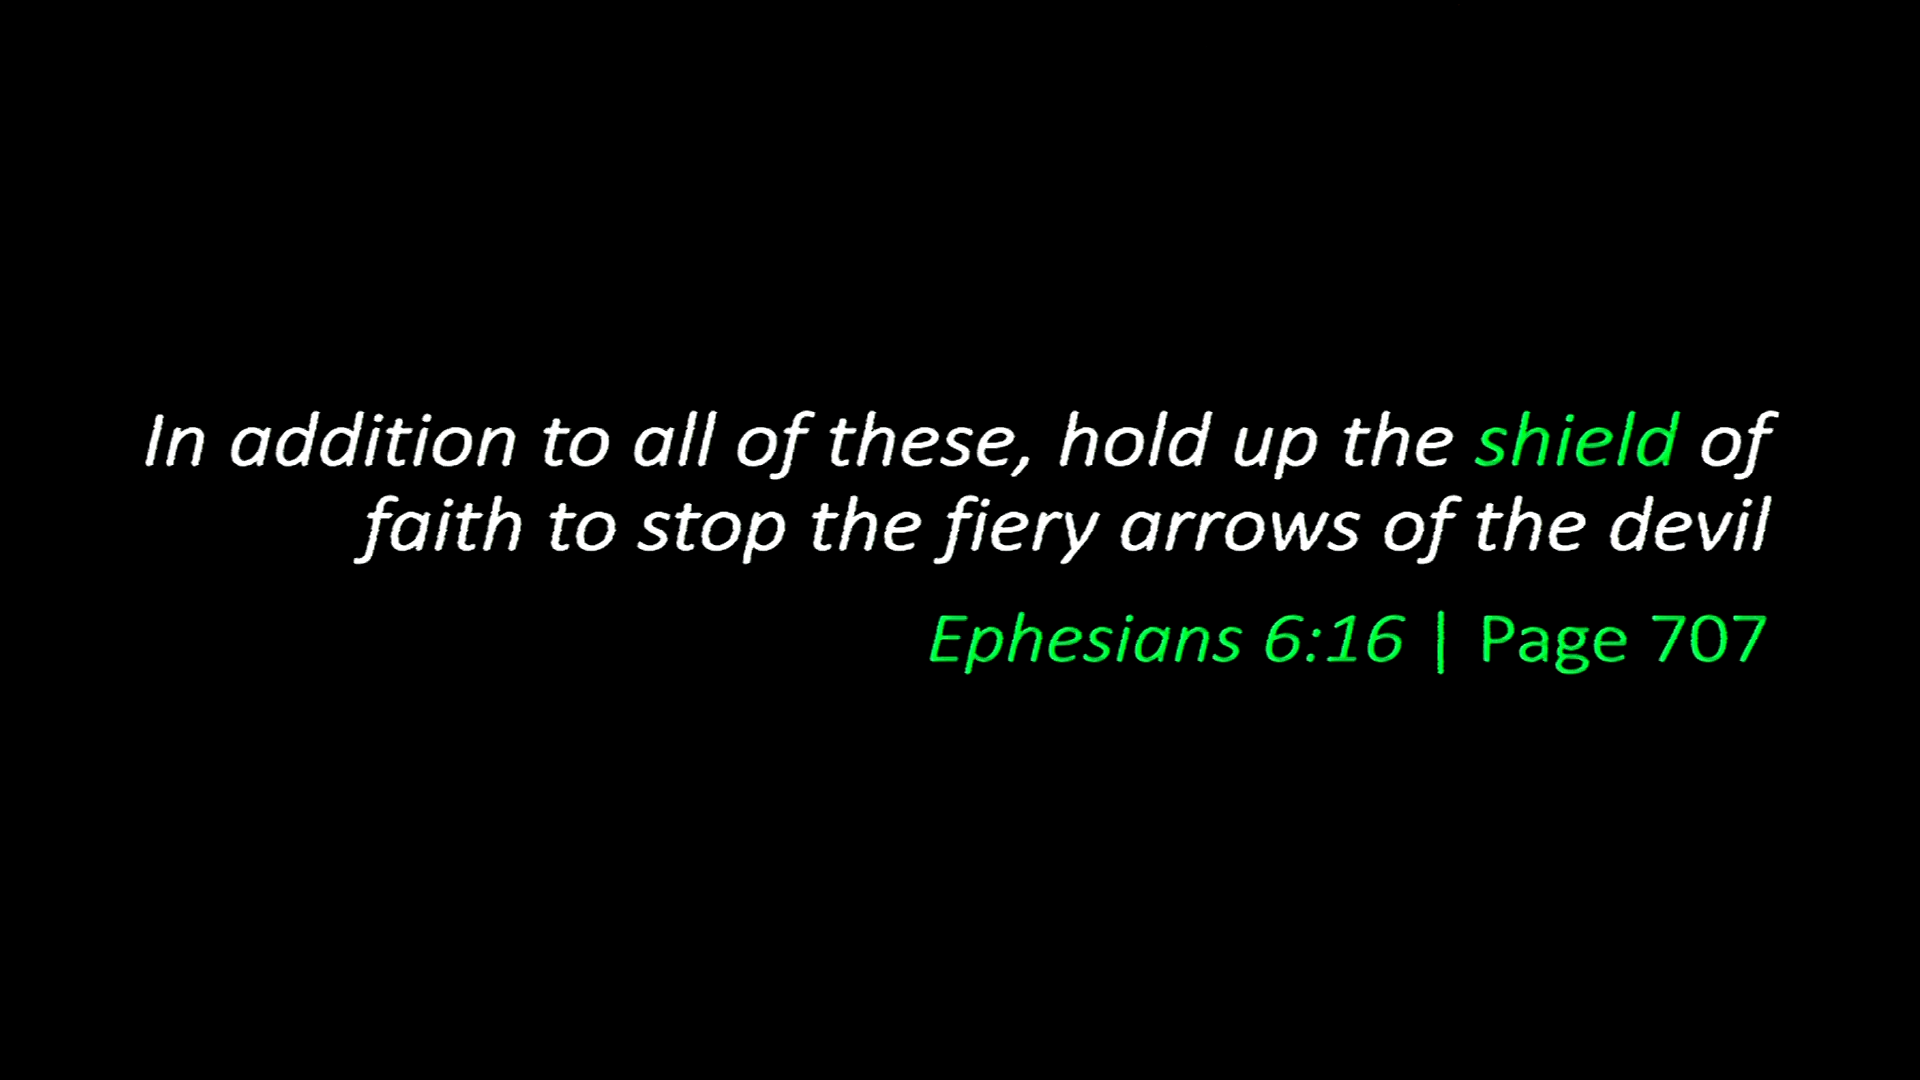 In addition to all of these, hold up the shield of
faith to stop the fiery arrows of the devil
Ephesians 6:16 | Page 707